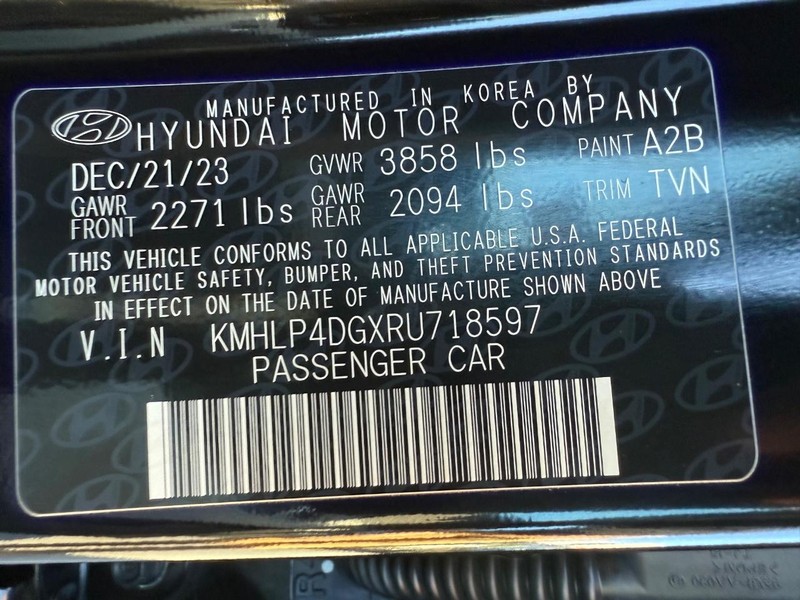 MANUFACTURED IN KOREA BY
HYUNDAI MOTOR COMPANY
DEC/21/23 GVWR 3858 lbs PAINT A2B
GAWR FRONT 2271 lbs GAWR REAR 2094 lbs TRIM TVN
THIS VEHICLE CONFORMS TO ALL APPLICABLE U.S.A. FEDERAL
MOTOR VEHICLE SAFETY, BUMPER, AND THEFT PREVENTION STANDARDS
IN EFFECT ON THE DATE OF MANUFACTURE SHOWN ABOVE
V.I.N KMHLP4DGXRU718597
PASSENGER CAR